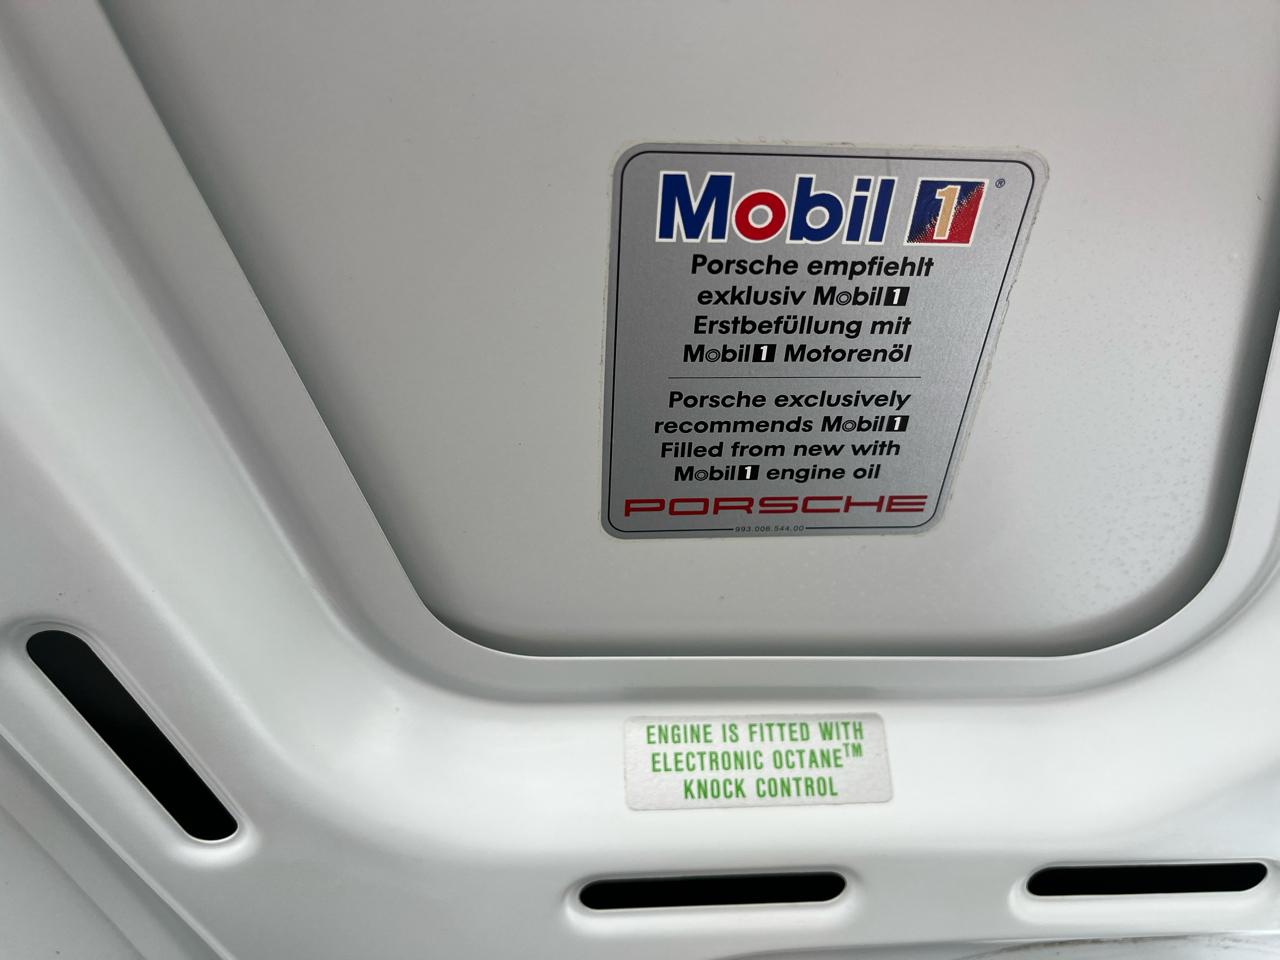 Mobil 1 ®
Porsche empfiehlt
exklusiv Mobil 1
Erstbefüllung mit
Mobil 1 Motorenöl
Porsche exclusively
recommends Mobil 1
Filled from new with
Mobil 1 engine oil
PORSCHE
993.006.544.00
ENGINE IS FITTED WITH
ELECTRONIC OCTANE™
KNOCK CONTROL